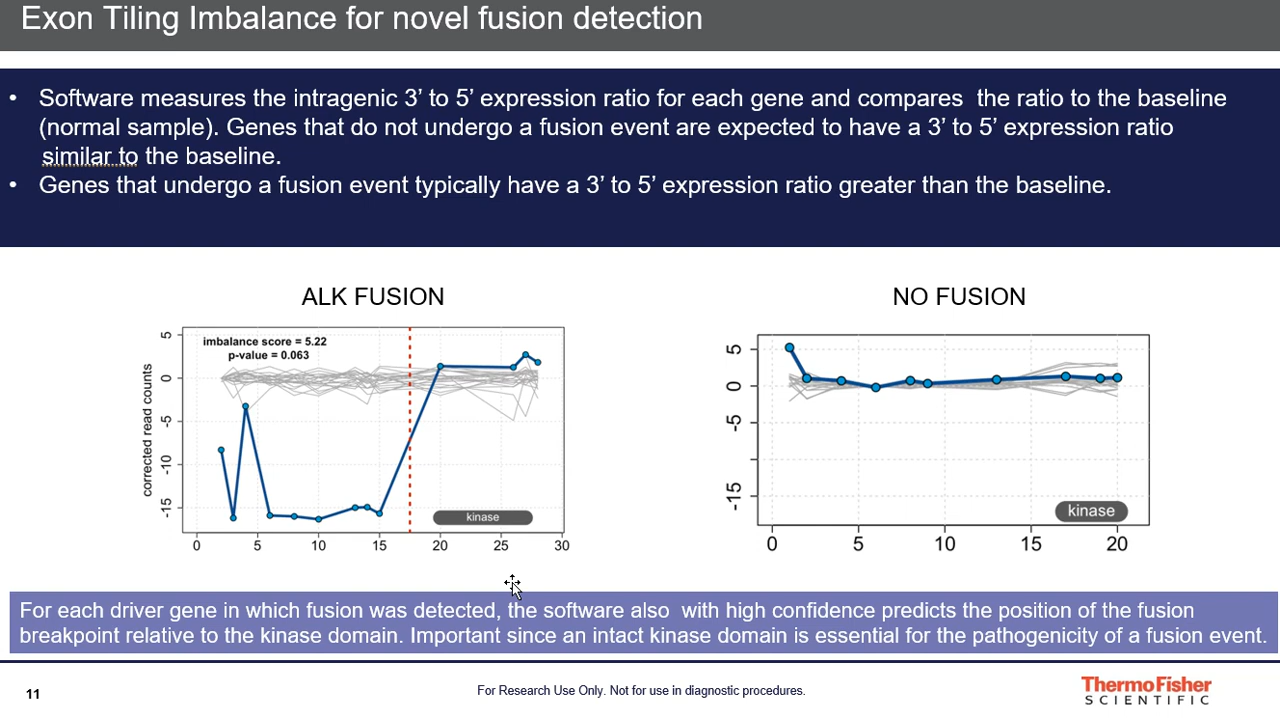 Exon Tiling Imbalance for novel fusion detection
• Software measures the intragenic 3’ to 5’ expression ratio for each gene and compares the ratio to the baseline
(normal sample). Genes that do not undergo a fusion event are expected to have a 3’ to 5’ expression ratio
similar to the baseline.
• Genes that undergo a fusion event typically have a 3’ to 5’ expression ratio greater than the baseline.
ALK FUSION
imbalance score = 5.22
p-value = 0.063
corrected read counts
5
0
-5
-10
-15
kinase
0 5 10 15 20 25 30
NO FUSION
5
0
-5
-15
kinase
0 5 10 15 20
For each driver gene in which fusion was detected, the software also with high confidence predicts the position of the fusion
breakpoint relative to the kinase domain. Important since an intact kinase domain is essential for the pathogenicity of a fusion event.
11
For Research Use Only. Not for use in diagnostic procedures.
ThermoFisher
SCIENTIFIC